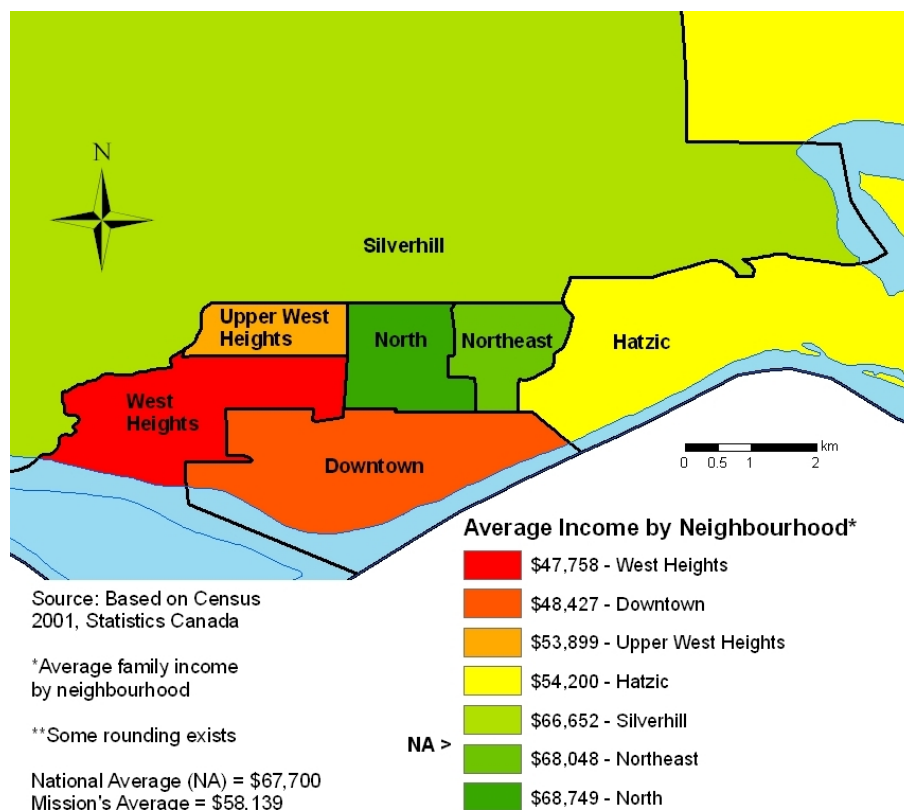 N
Silverhill
Upper West
Heights
North
Northeast
Hatzic
West
Heights
Downtown
km
0 0.5 1 2
Average Income by Neighbourhood*
$47,758 - West Heights
$48,427 - Downtown
$53,899 - Upper West Heights
$54,200 - Hatzic
$66,652 - Silverhill
NA >
$68,048 - Northeast
$68,749 - North
Source: Based on Census
2001, Statistics Canada
*Average family income
by neighbourhood
**Some rounding exists
National Average (NA) = $67,700
Mission's Average = $58,139